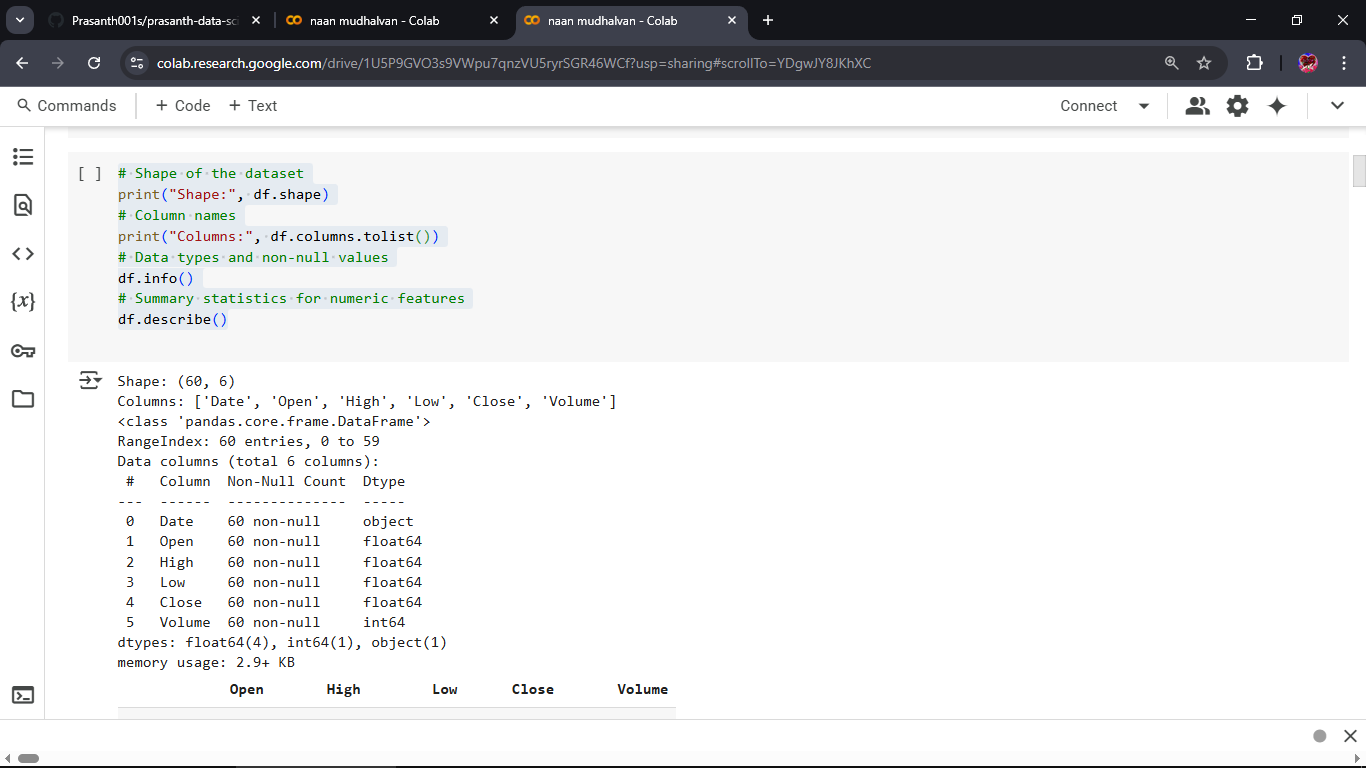 Prasanth001s/prasanth-data-sci
naan mudhalvan - Colab
naan mudhalvan - Colab
colab.research.google.com/drive/1U5P9GVO3s9VWpu7qnzVU5ryrSGR46WCf?usp=sharing#scrollTo=YDgwJY8JKhXC
Commands
+ Code
+ Text
Connect
[ ]
# Shape of the dataset
print("Shape:", df.shape)
# Column names
print("Columns:", df.columns.tolist())
# Data types and non-null values
df.info()
# Summary statistics for numeric features
df.describe()
Shape: (60, 6)
Columns: ['Date', 'Open', 'High', 'Low', 'Close', 'Volume']
<class 'pandas.core.frame.DataFrame'>
RangeIndex: 60 entries, 0 to 59
Data columns (total 6 columns):
 #   Column  Non-Null Count  Dtype
---  ------  --------------  -----
 0   Date    60 non-null     object
 1   Open    60 non-null     float64
 2   High    60 non-null     float64
 3   Low     60 non-null     float64
 4   Close   60 non-null     float64
 5   Volume  60 non-null     int64
dtypes: float64(4), int64(1), object(1)
memory usage: 2.9+ KB
Open High Low Close Volume